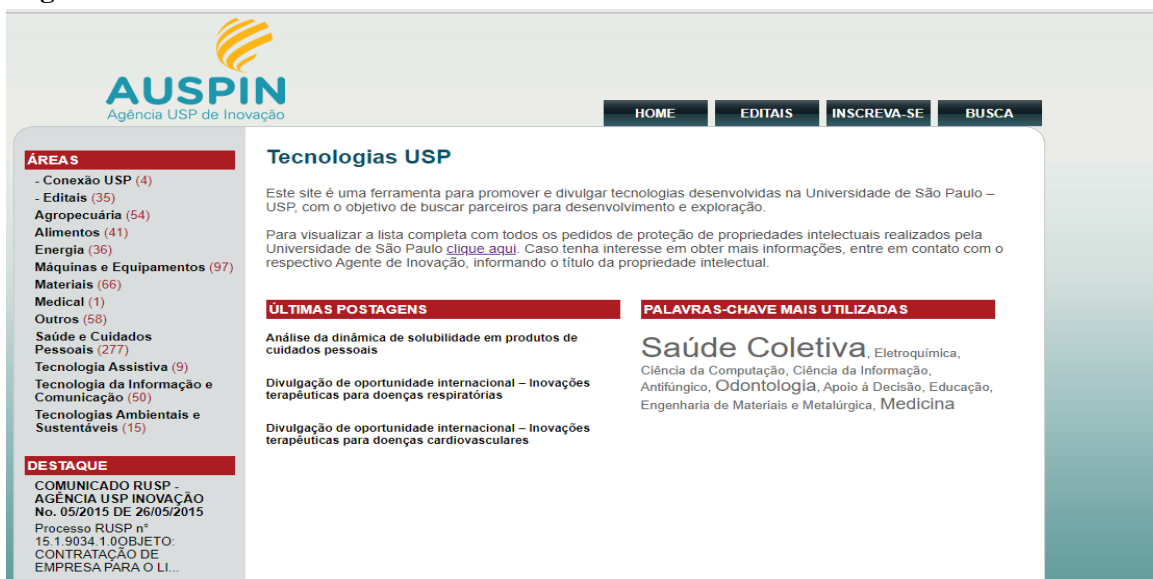 AUSPIN
Agência USP de Inovação
HOME
EDITAIS
INSCREVA-SE
BUSCA
ÁREAS
- Conexão USP (4)
- Editais (35)
Agropecuária (54)
Alimentos (41)
Energia (36)
Máquinas e Equipamentos (97)
Materiais (66)
Medical (1)
Outros (58)
Saúde e Cuidados
Pessoais (277)
Tecnologia Assistiva (9)
Tecnologia da Informação e
Comunicação (50)
Tecnologias Ambientais e
Sustentáveis (15)
DESTAQUE
COMUNICADO RUSP -
AGÊNCIA USP INOVAÇÃO
No. 05/2015 DE 26/05/2015
Processo RUSP n°
15.1.9034.1.0OBJETO:
CONTRATAÇÃO DE
EMPRESA PARA O LI...
Tecnologias USP
Este site é uma ferramenta para promover e divulgar tecnologias desenvolvidas na Universidade de São Paulo –
USP, com o objetivo de buscar parceiros para desenvolvimento e exploração.
Para visualizar a lista completa com todos os pedidos de proteção de propriedades intelectuais realizados pela
Universidade de São Paulo clique aqui. Caso tenha interesse em obter mais informações, entre em contato com o
respectivo Agente de Inovação, informando o título da propriedade intelectual.
ÚLTIMAS POSTAGENS
Análise da dinâmica de solubilidade em produtos de
cuidados pessoais
Divulgação de oportunidade internacional – Inovações
terapêuticas para doenças respiratórias
Divulgação de oportunidade internacional – Inovações
terapêuticas para doenças cardiovasculares
PALAVRAS-CHAVE MAIS UTILIZADAS
Saúde Coletiva, Eletroquímica,
Ciência da Computação, Ciência da Informação,
Antifúngico, Odontologia, Apoio à Decisão, Educação,
Engenharia de Materiais e Metalúrgica, Medicina